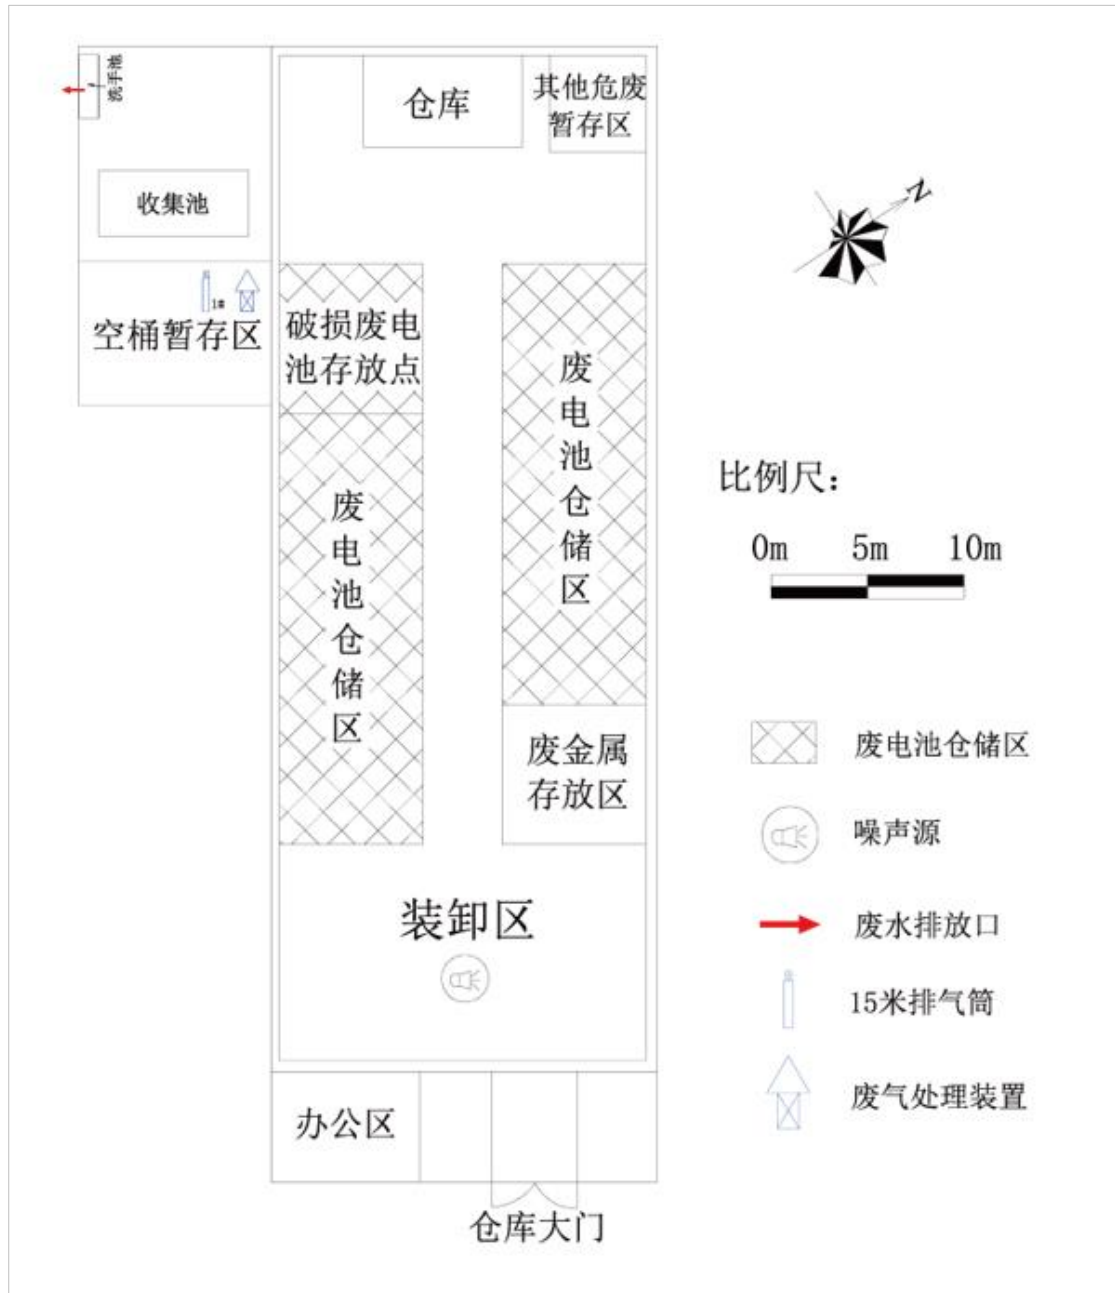 洗手池
仓库
其他危废
暂存区
收集池
N
1#
空桶暂存区
破损废电
池存放点
废电池仓储区
废电池仓储区
比例尺：
0m 5m 10m
废金属
存放区
废电池仓储区
噪声源
装卸区
废水排放口
15米排气筒
废气处理装置
办公区
仓库大门